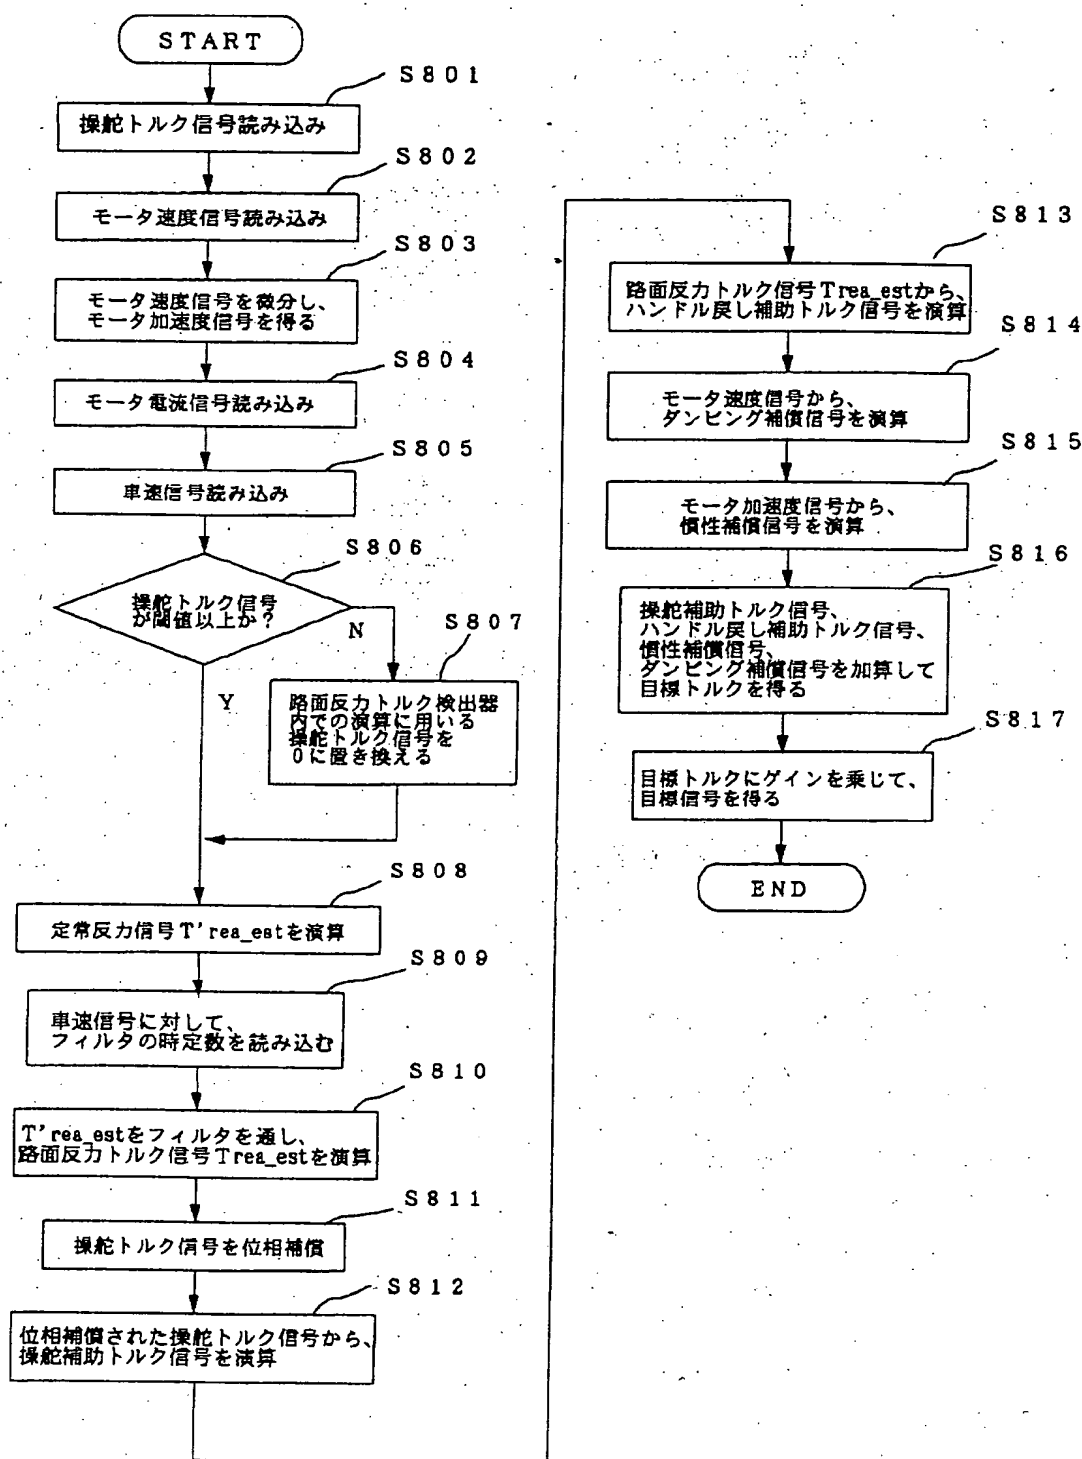 START
S801
操舵トルク信号読み込み
S802
モータ速度信号読み込み
S803
モータ速度信号を微分し、
モータ加速度信号を得る
S804
モータ電流信号読み込み
S805
車速信号読み込み
S806
操舵トルク信号
が閾値以上か?
N
Y
S807
路面反力トルク検出器
内での演算に用いる
操舵トルク信号を
0に置き換える
S808
定常反力信号T'rea_estを演算
S809
車速信号に対して、
フィルタの時定数を読み込む
S810
T'rea_estをフィルタを通し、
路面反力トルク信号Trea_estを演算
S811
操舵トルク信号を位相補償
S812
位相補償された操舵トルク信号から、
操舵補助トルク信号を演算
S813
路面反力トルク信号Trea_estから、
ハンドル戻し補助トルク信号を演算
S814
モータ速度信号から、
ダンピング補償信号を演算
S815
モータ加速度信号から、
慣性補償信号を演算
S816
操舵補助トルク信号、
ハンドル戻し補助トルク信号、
慣性補償信号、
ダンピング補償信号を加算して
目標トルクを得る
S817
目標トルクにゲインを乗じて、
目標信号を得る
END